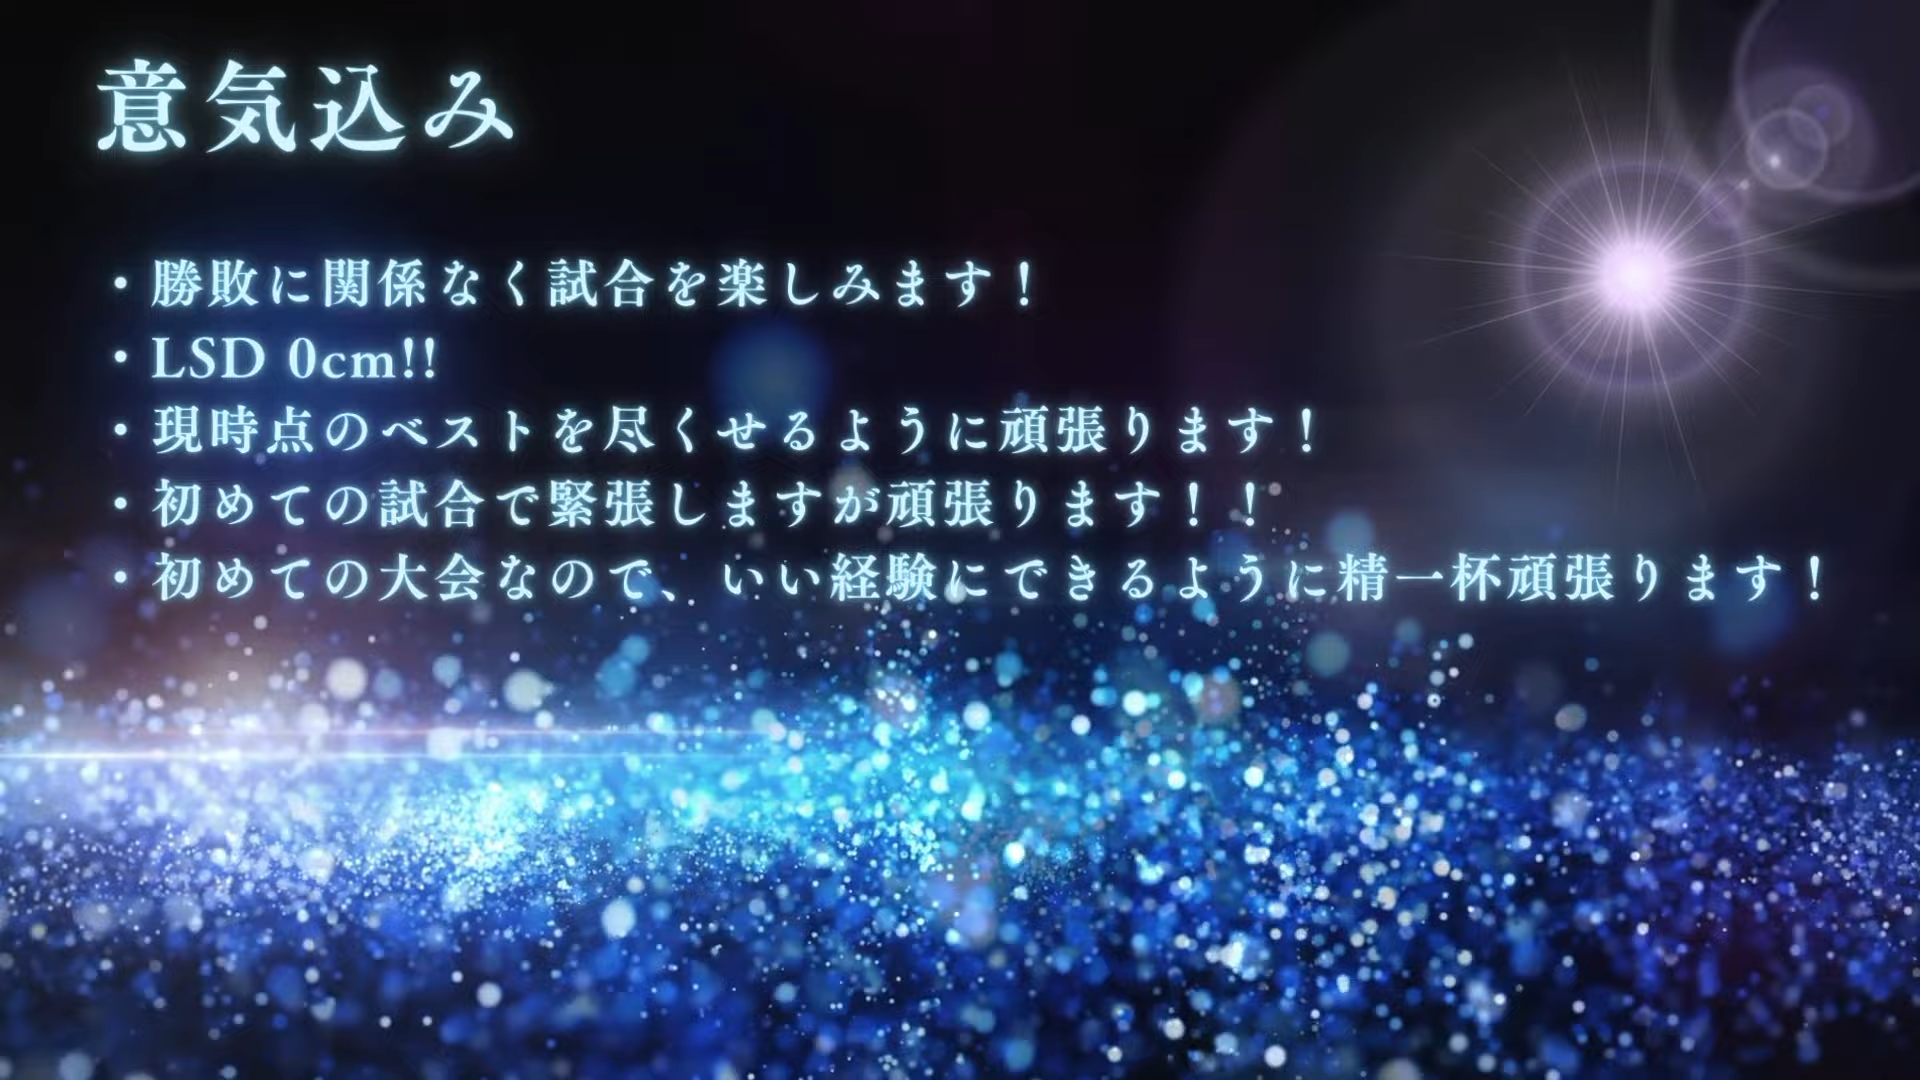 意気込み
・勝敗に関係なく試合を楽しみます！
・LSD 0cm!!
・現時点のベストを尽くせるように頑張ります！
・初めての試合で緊張しますが頑張ります！！
・初めての大会なので、いい経験にできるように精一杯頑張ります！